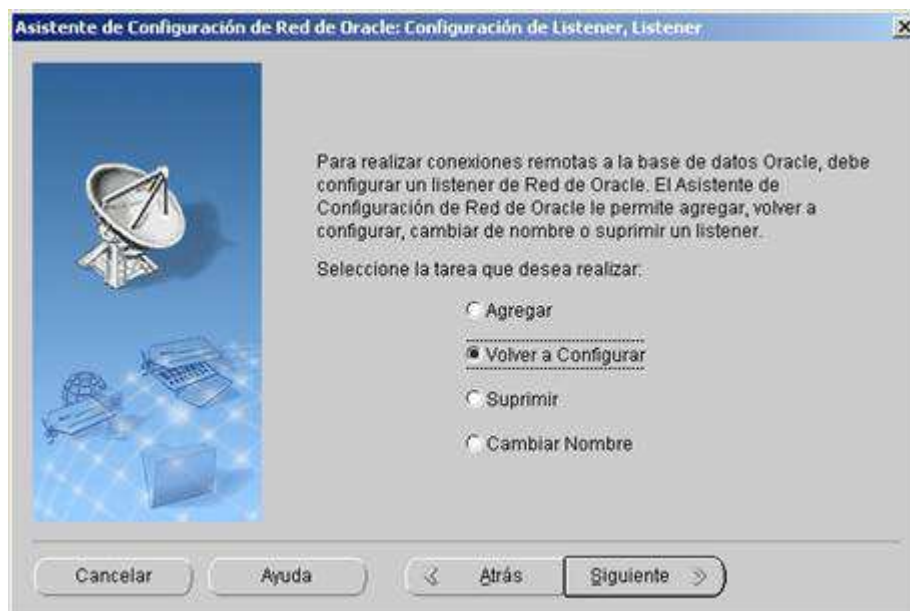 Asistente de Configuración de Red de Oracle: Configuración de Listener, Listener
Para realizar conexiones remotas a la base de datos Oracle, debe
configurar un listener de Red de Oracle. El Asistente de
Configuración de Red de Oracle le permite agregar, volver a
configurar, cambiar de nombre o suprimir un listener.
Seleccione la tarea que desea realizar:
Agregar
Volver a Configurar
Suprimir
Cambiar Nombre
Cancelar
Ayuda
Atrás
Siguiente